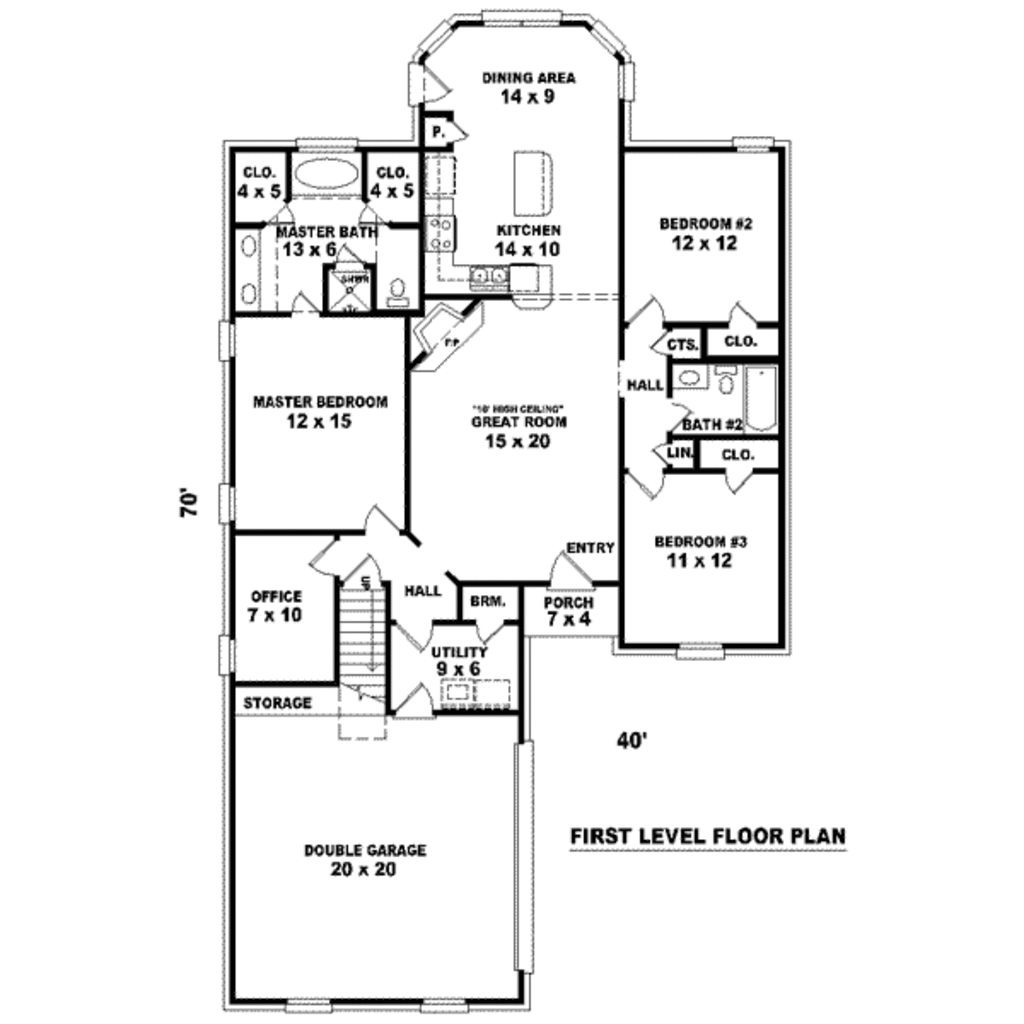 DINING AREA
14 x 9
P.
CLO.
4 x 5
CLO.
4 x 5
MASTER BATH
13 x 6
SHWR
KITCHEN
14 x 10
BEDROOM #2
12 x 12
F.P.
CTS.
CLO.
HALL
BATH #2
LIN.
CLO.
MASTER BEDROOM
12 x 15
"10' HIGH CEILING"
GREAT ROOM
15 x 20
70'
ENTRY
BEDROOM #3
11 x 12
UP
OFFICE
7 x 10
HALL
BRM.
PORCH
7 x 4
UTILITY
9 x 6
STORAGE
40'
DOUBLE GARAGE
20 x 20
FIRST LEVEL FLOOR PLAN